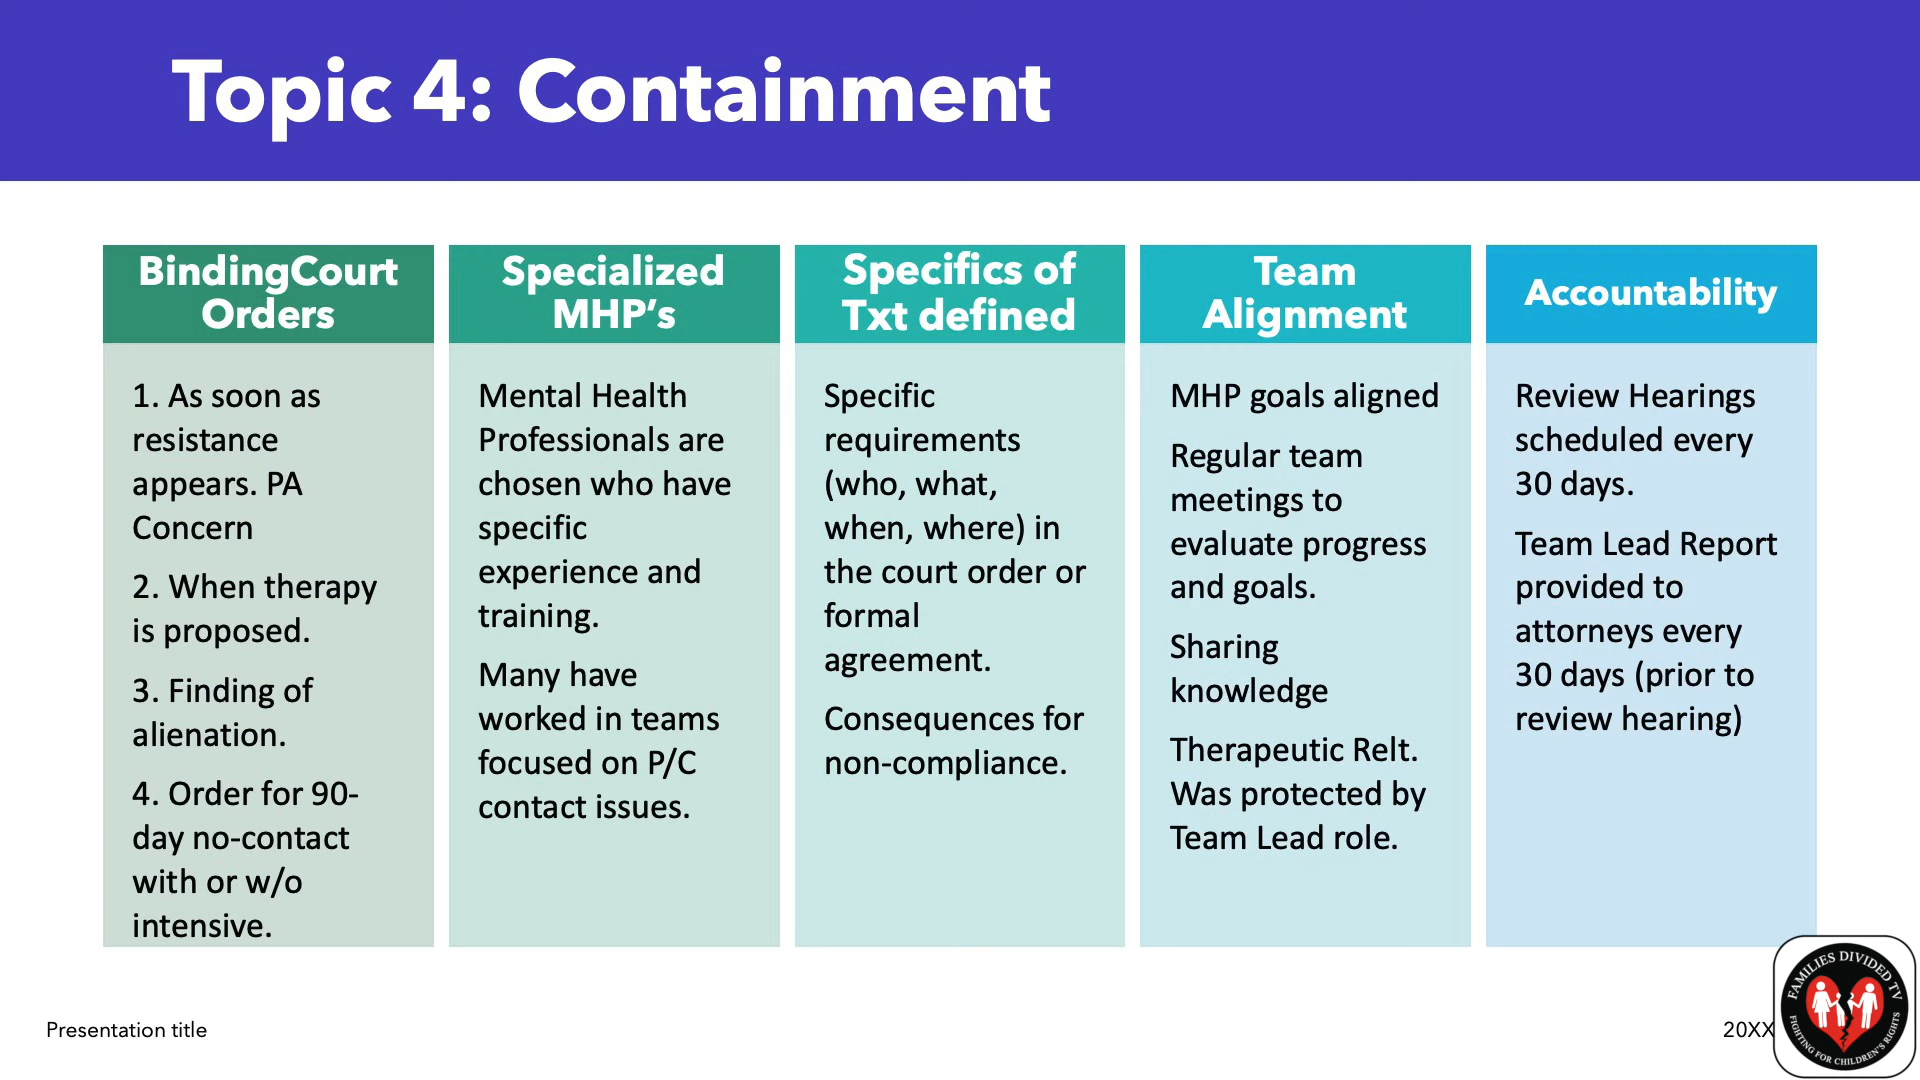 Topic 4: Containment
BindingCourt
Orders
1. As soon as
resistance
appears. PA
Concern
2. When therapy
is proposed.
3. Finding of
alienation.
4. Order for 90-
day no-contact
with or w/o
intensive.
Specialized
MHP’s
Mental Health
Professionals are
chosen who have
specific
experience and
training.
Many have
worked in teams
focused on P/C
contact issues.
Specifics of
Txt defined
Specific
requirements
(who, what,
when, where) in
the court order or
formal
agreement.
Consequences for
non-compliance.
Team
Alignment
MHP goals aligned
Regular team
meetings to
evaluate progress
and goals.
Sharing
knowledge
Therapeutic Relt.
Was protected by
Team Lead role.
Accountability
Review Hearings
scheduled every
30 days.
Team Lead Report
provided to
attorneys every
30 days (prior to
review hearing)
Presentation title
20XX
FAMILIES DIVIDED TV
FIGHTING FOR CHILDREN'S RIGHTS